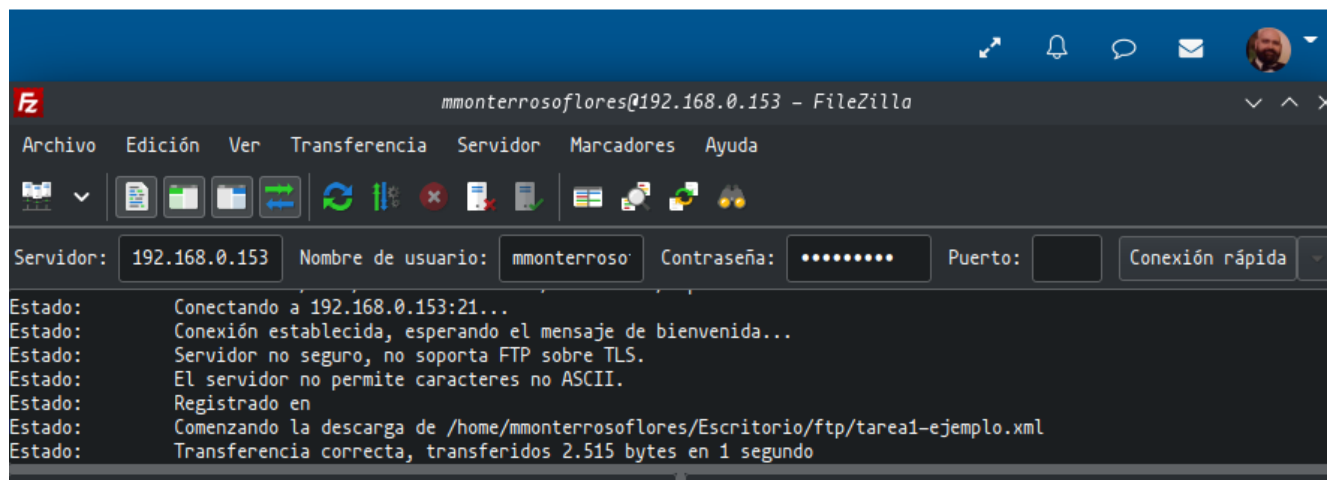 Fz
mmonterrosoflores@192.168.0.153 – FileZilla
Archivo Edición Ver Transferencia Servidor Marcadores Ayuda
Servidor: 192.168.0.153 Nombre de usuario: mmonterroso Contraseña: ••••••••• Puerto: Conexión rápida
Estado: Conectando a 192.168.0.153:21...
Estado: Conexión establecida, esperando el mensaje de bienvenida...
Estado: Servidor no seguro, no soporta FTP sobre TLS.
Estado: El servidor no permite caracteres no ASCII.
Estado: Registrado en
Estado: Comenzando la descarga de /home/mmonterrosoflores/Escritorio/ftp/tarea1-ejemplo.xml
Estado: Transferencia correcta, transferidos 2.515 bytes en 1 segundo